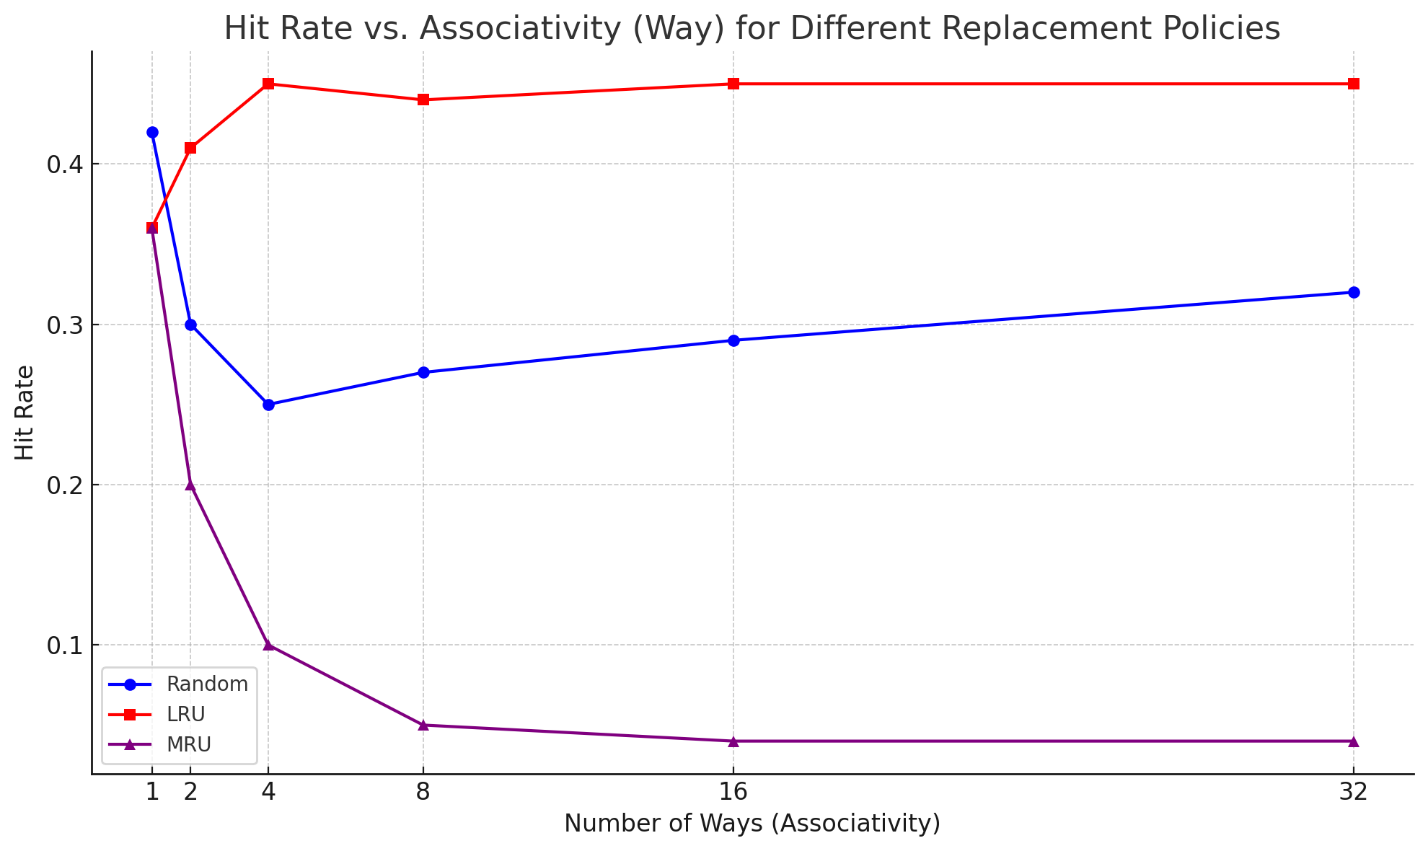 Hit Rate vs. Associativity (Way) for Different Replacement Policies
Hit Rate
0.4
0.3
0.2
0.1
Random
LRU
MRU
1 2 4 8 16 32
Number of Ways (Associativity)